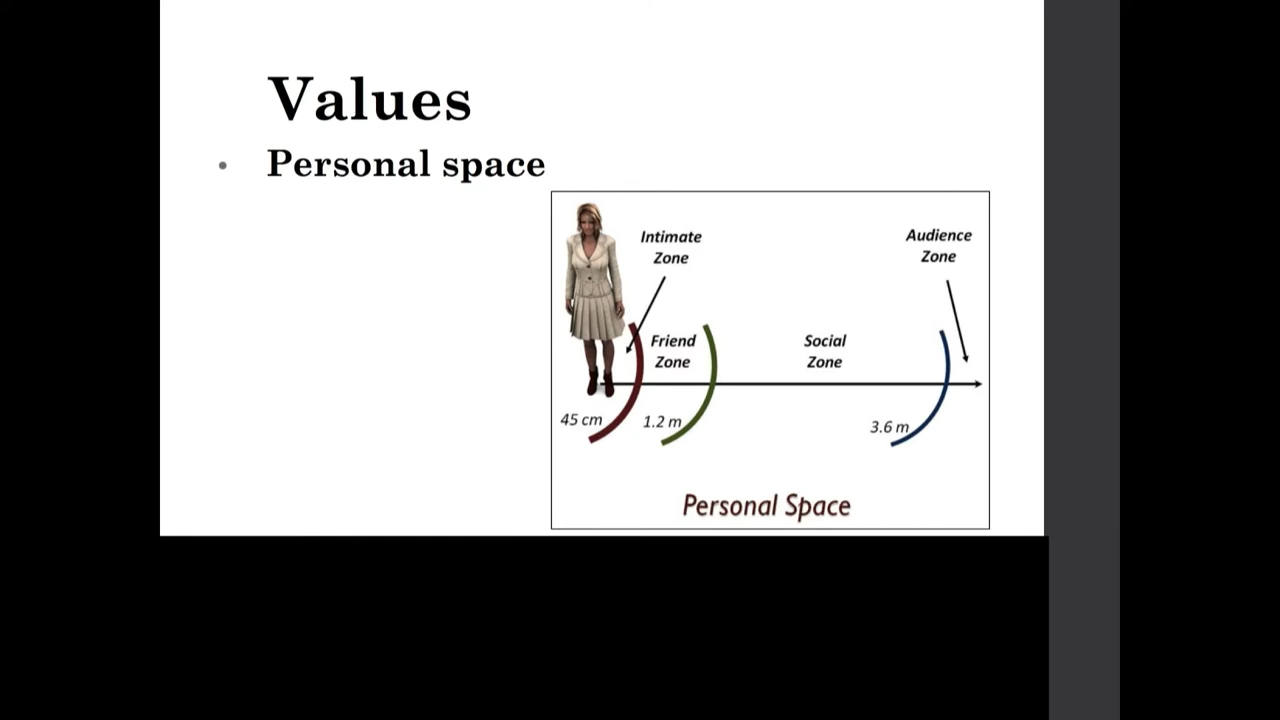 Values
• Personal space
Intimate
Zone
Audience
Zone
Friend
Zone
Social
Zone
45 cm
1.2 m
3.6 m
Personal Space